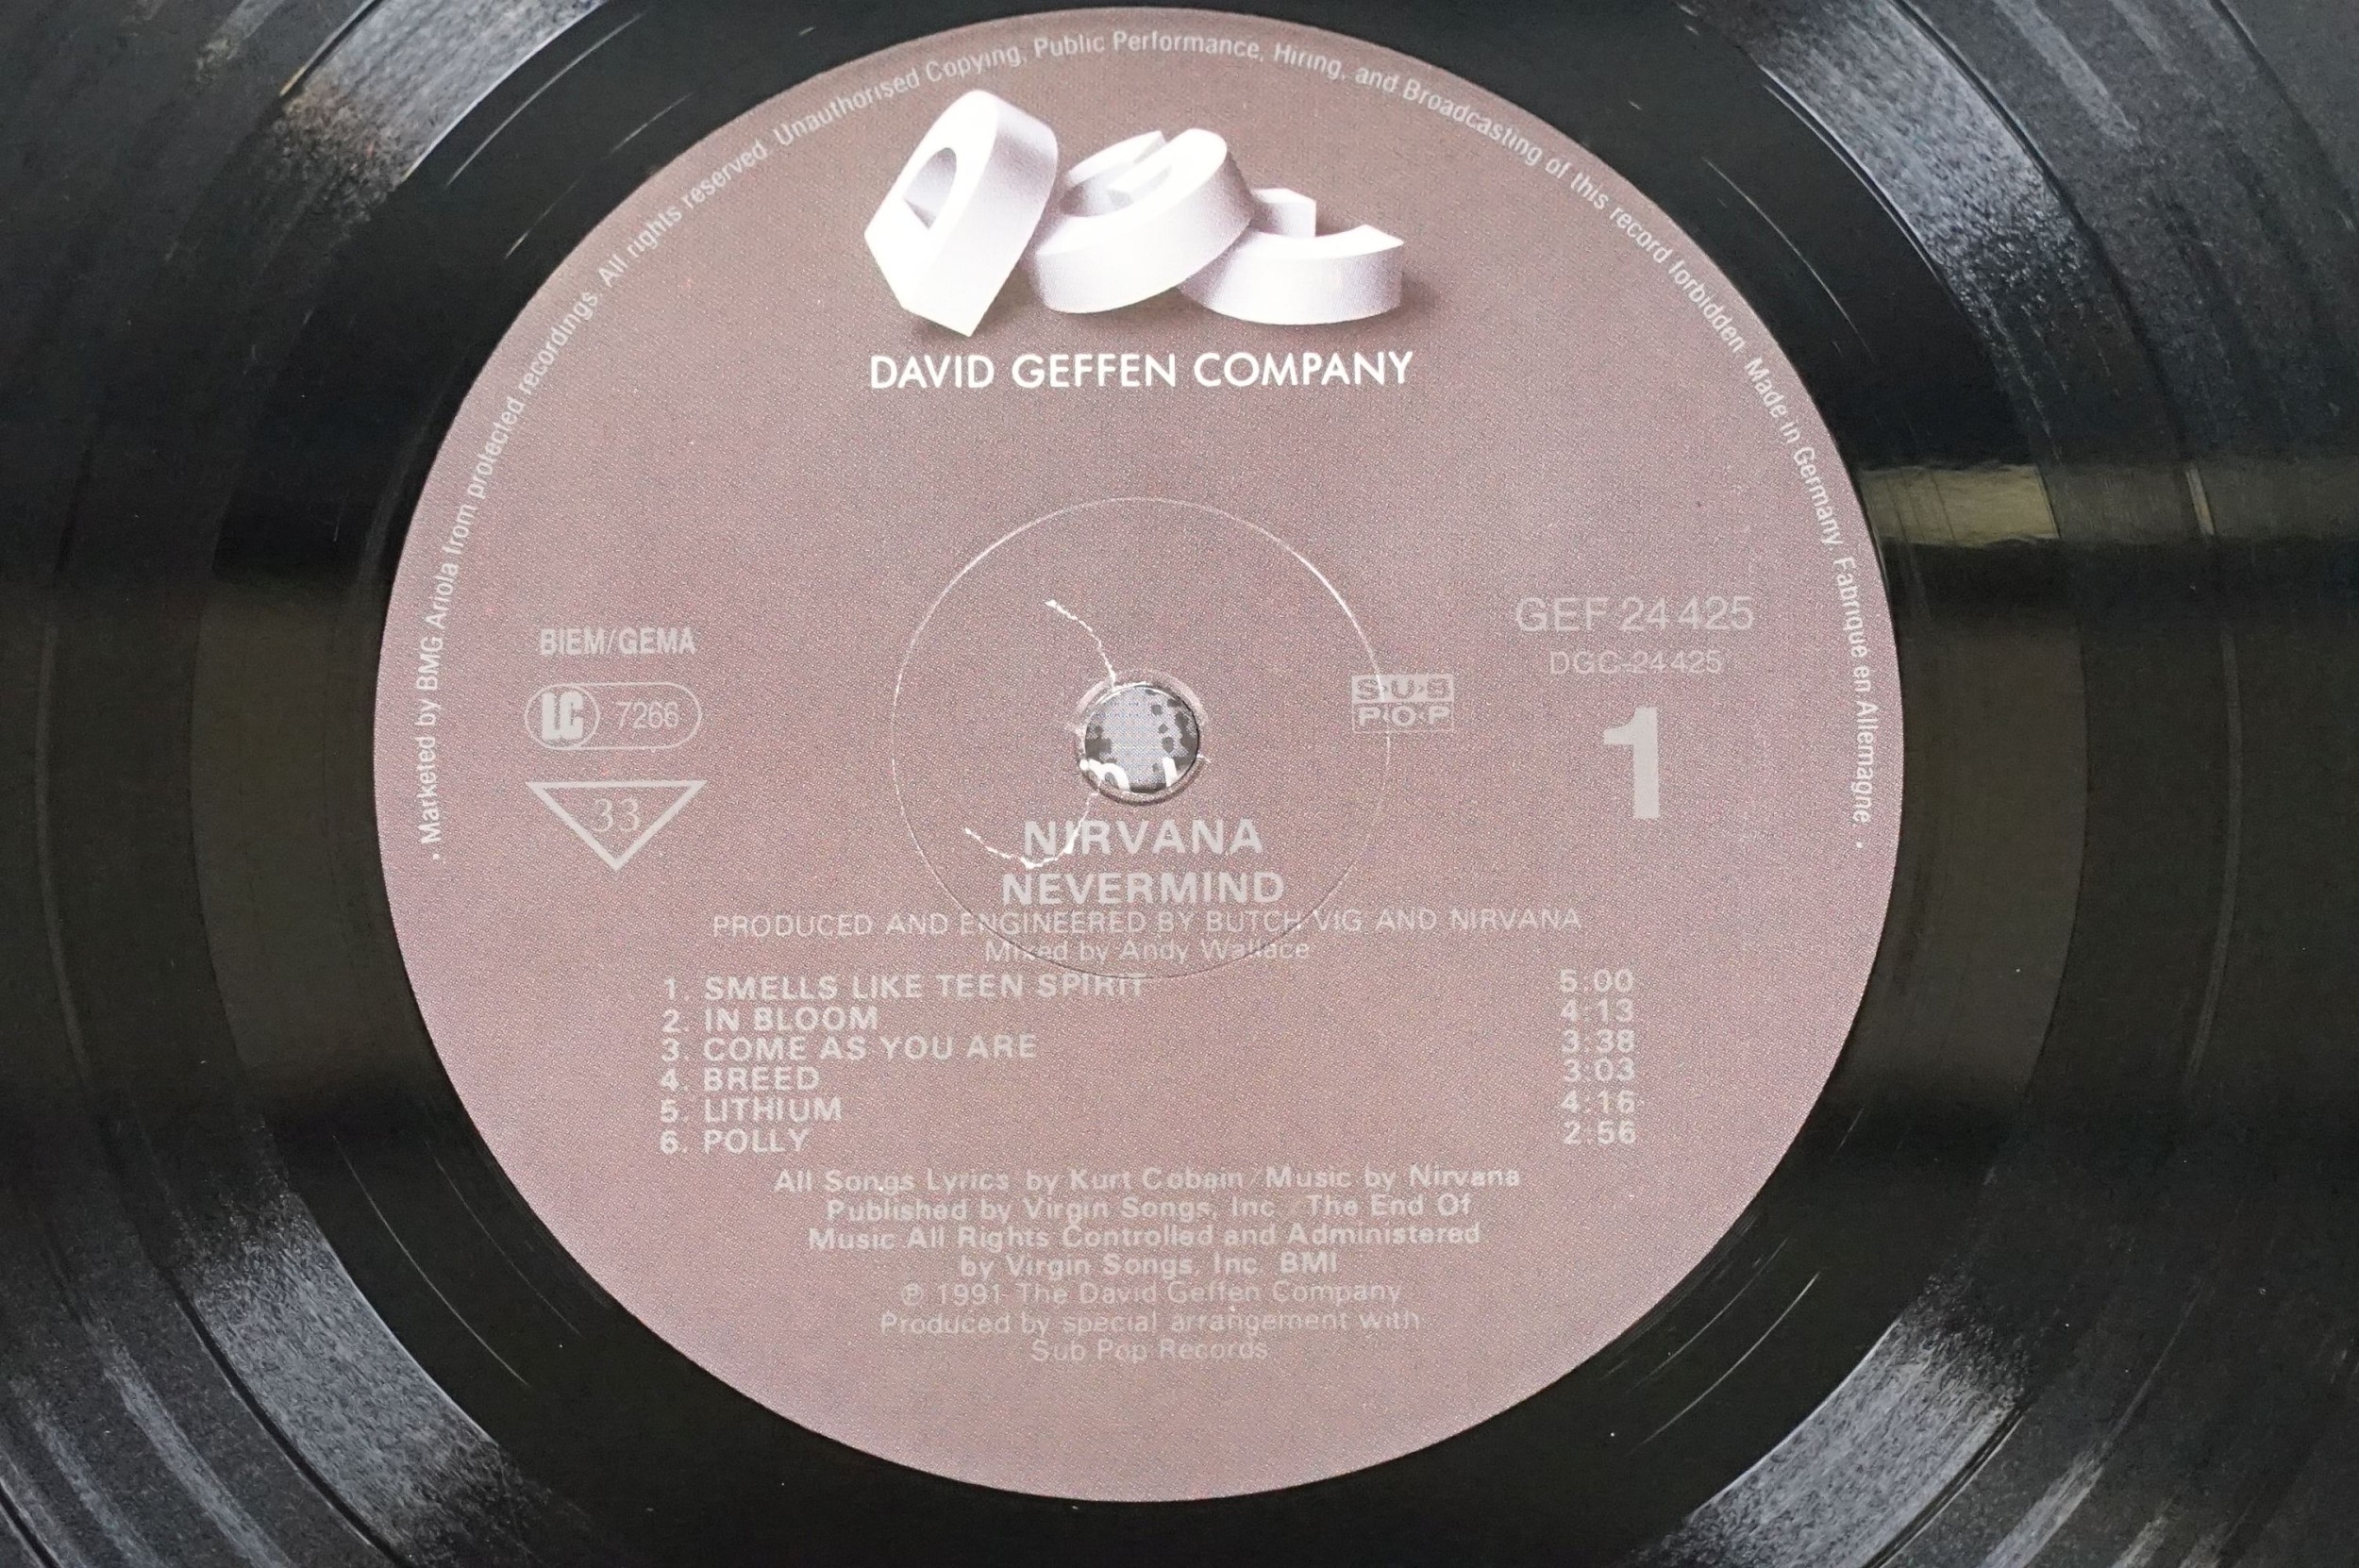 • Marketed by BMG Ariola from protected recordings. All rights reserved. Unauthorised Copying, Public Performance, Hiring, and Broadcasting of this record forbidden. Made in Germany. Fabriqué en Allemagne. •
DGC
DAVID GEFFEN COMPANY
BIEM/GEMA
LC 7266
33
SUB
POP
GEF 24 425
DGC-24425
1
NIRVANA
NEVERMIND
PRODUCED AND ENGINEERED BY BUTCH VIG AND NIRVANA
Mixed by Andy Wallace
1. SMELLS LIKE TEEN SPIRIT 5:00
2. IN BLOOM 4:13
3. COME AS YOU ARE 3:38
4. BREED 3:03
5. LITHIUM 4:16
6. POLLY 2:56
All Songs Lyrics by Kurt Cobain/Music by Nirvana
Published by Virgin Songs, Inc./The End Of
Music All Rights Controlled and Administered
by Virgin Songs, Inc. BMI
℗ 1991 The David Geffen Company
Produced by special arrangement with
Sub Pop Records